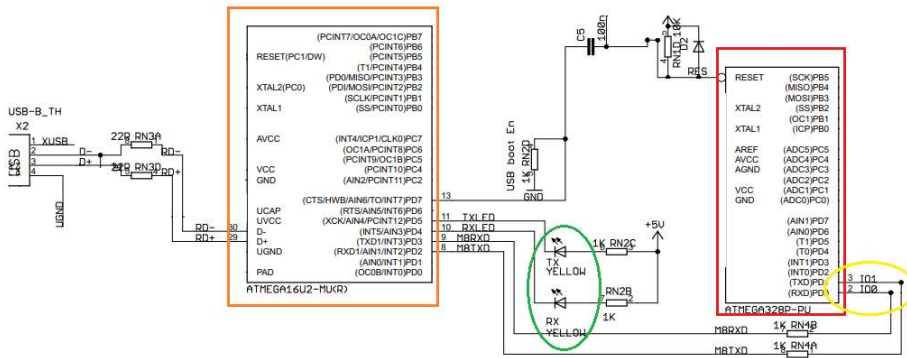 USB-B_TH
X2
1 XUSB
2 D-
3 D+
4
UGND
22R RN3A
22R RN3D
RD-
RD+
RD- 30
RD+ 29
RESET(PC1/DW)
XTAL2(PC0)
XTAL1
AVCC
VCC
GND
UCAP
UVCC
D-
D+
UGND
PAD
(PCINT7/OC0A/OC1C)PB7
(PCINT6)PB6
(PCINT5)PB5
(T1/PCINT4)PB4
(PD0/MISO/PCINT3)PB3
(PDI/MOSI/PCINT2)PB2
(SCLK/PCINT1)PB1
(SS/PCINT0)PB0
(INT4/ICP1/CLK0)PC7
(OC1A/PCINT8)PC6
(PCINT9/OC1B)PC5
(PCINT10)PC4
(AIN2/PCINT11)PC2
(CTS/HWB/AIN6/TO/INT7)PD7
(RTS/AIN5/INT6)PD6
(XCK/AIN4/PCINT12)PD5
(INT5/AIN3)PD4
(TXD1/INT3)PD3
(RXD1/AIN1/INT2)PD2
(AIN0/INT1)PD1
(OC0B/INT0)PD0
ATMEGA16U2-MU(R)
13
11 TXLED
10 RXLED
9 M8RXD
8 M8TXD
USB boot En
1K RN2D
GND
C5
100n
RN1D 10K
D2
RES
+5V
1K RN2C
RN2B
1K
TX
YELLOW
RX
YELLOW
RESET
XTAL2
XTAL1
AREF
AVCC
AGND
VCC
GND
(SCK)PB5
(MISO)PB4
(MOSI)PB3
(SS)PB2
(OC1)PB1
(ICP)PB0
(ADC5)PC5
(ADC4)PC4
(ADC3)PC3
(ADC2)PC2
(ADC1)PC1
(ADC0)PC0
(AIN1)PD7
(AIN0)PD6
(T1)PD5
(T0)PD4
(INT1)PD3
(INT0)PD2
(TXD)PD
(RXD)PD
3 IO1
2 IO0
ATMEGA328P-PU
M8RXD 1K RN4B
M8TXD 1K RN4A